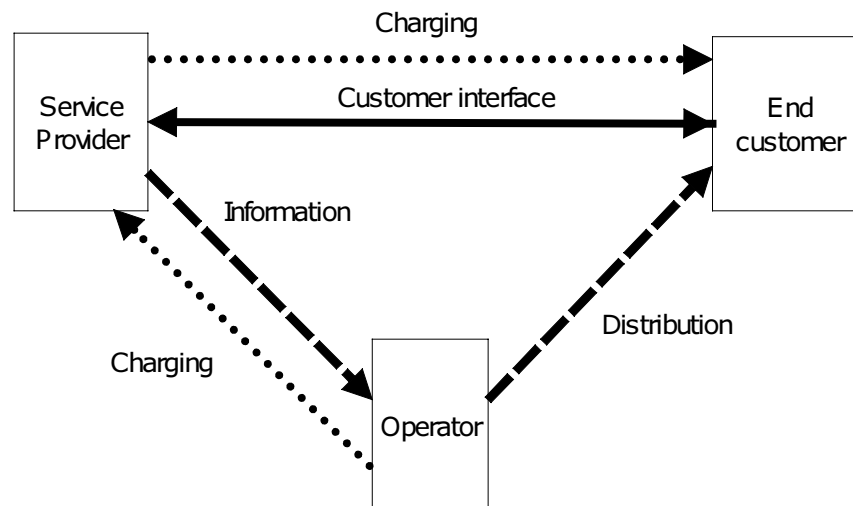 Charging
Customer interface
Service
Provider
End
customer
Information
Distribution
Charging
Operator